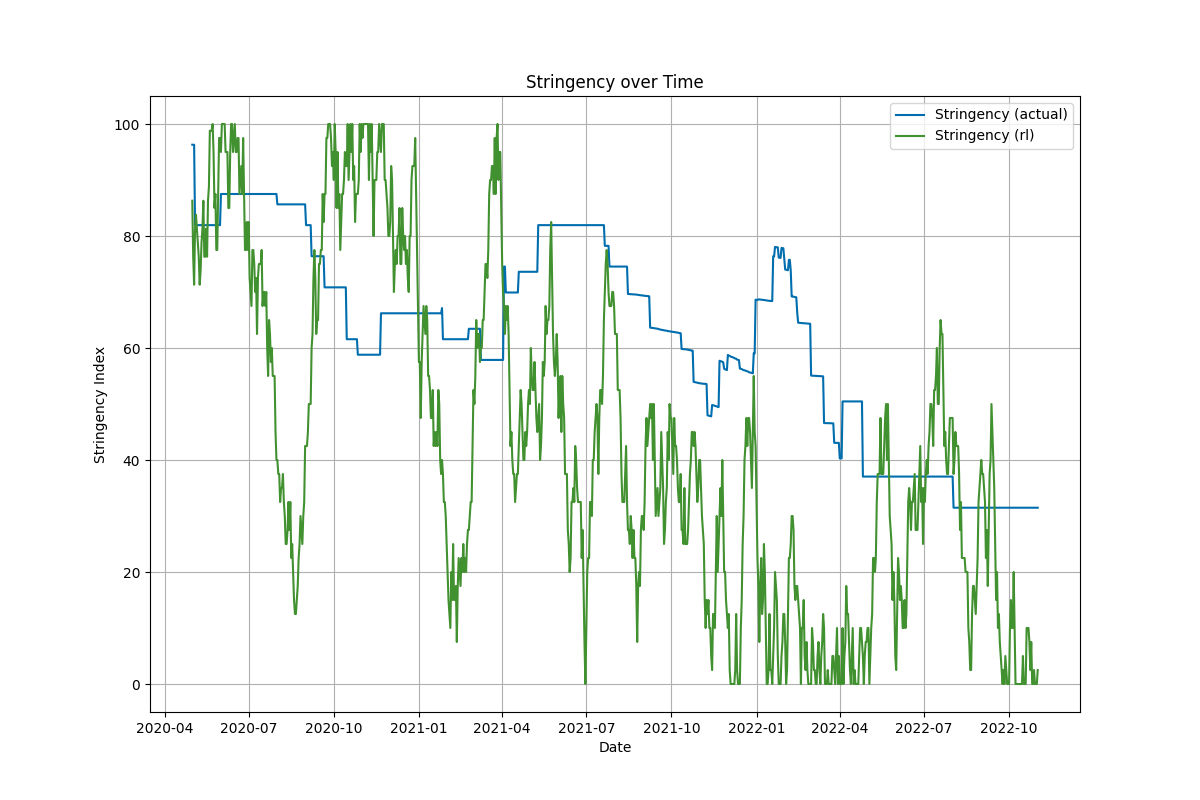 Stringency over Time
Stringency (actual)
Stringency (rl)
100
80
60
40
20
0
Stringency Index
2020-04 2020-07 2020-10 2021-01 2021-04 2021-07 2021-10 2022-01 2022-04 2022-07 2022-10
Date